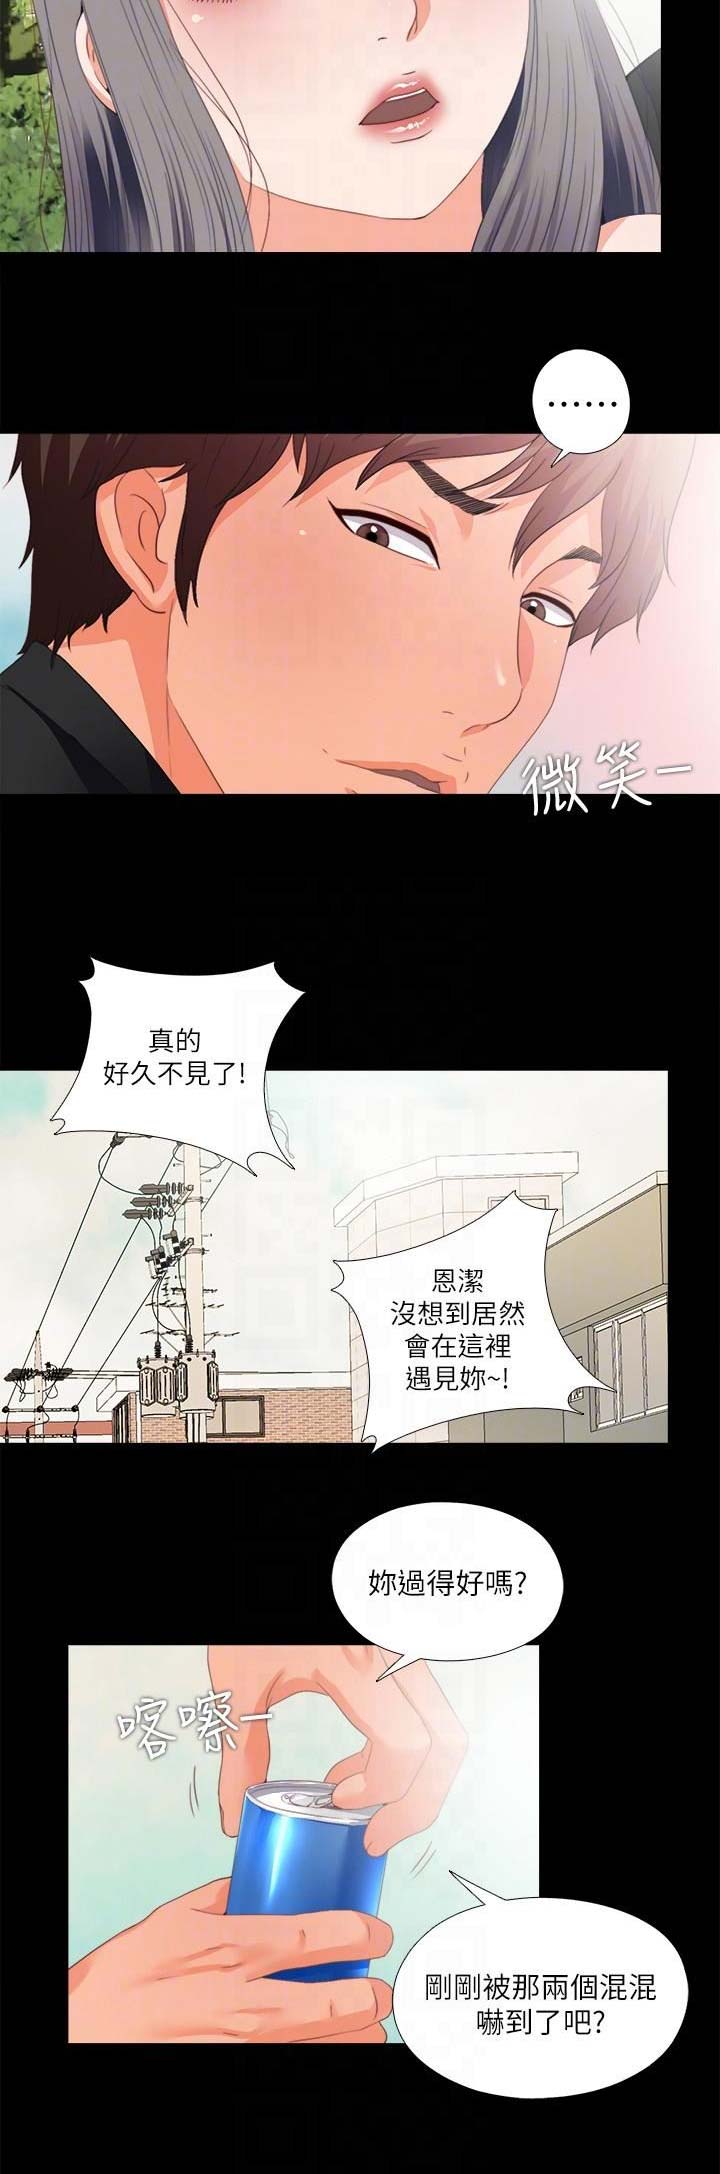 ……
微笑-
真的
好久不見了!
恩潔
沒想到居然
會在這裡
遇見妳~!
妳過得好嗎?
喀嚓-
剛剛被那兩個混混
嚇到了吧?